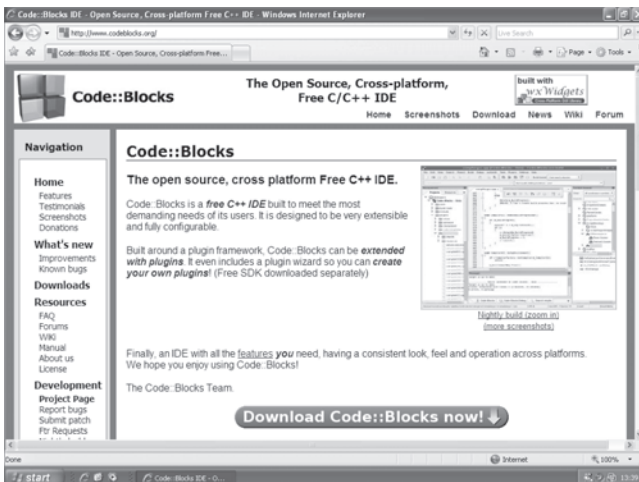 Code::Blocks IDE - Open Source, Cross-platform Free C++ IDE - Windows Internet Explorer
http://www.codeblocks.org/
Live Search
Code::Blocks IDE - Open Source, Cross-platform Free...
Page
Tools
Code::Blocks
The Open Source, Cross-platform,
Free C/C++ IDE
built with
wxWidgets
Home Screenshots Download News Wiki Forum
Navigation
Home
Features
Testimonials
Screenshots
Donations
What's new
Improvements
Known bugs
Downloads
Resources
FAQ
Forums
Wiki
Manual
About us
License
Development
Project Page
Report bugs
Submit patch
Ftr Requests
Code::Blocks
The open source, cross platform Free C++ IDE.
Code::Blocks is a free C++ IDE built to meet the most
demanding needs of its users. It is designed to be very extensible
and fully configurable.
Built around a plugin framework, Code::Blocks can be extended
with plugins. It even includes a plugin wizard so you can create
your own plugins! (Free SDK downloaded separately)
Nightly build (zoom in)
(more screenshots)
Finally, an IDE with all the features you need, having a consistent look, feel and operation across platforms.
We hope you enjoy using Code::Blocks!
The Code::Blocks Team.
Download Code::Blocks now!
Done
Internet
100%
start
Code::Blocks IDE - O...